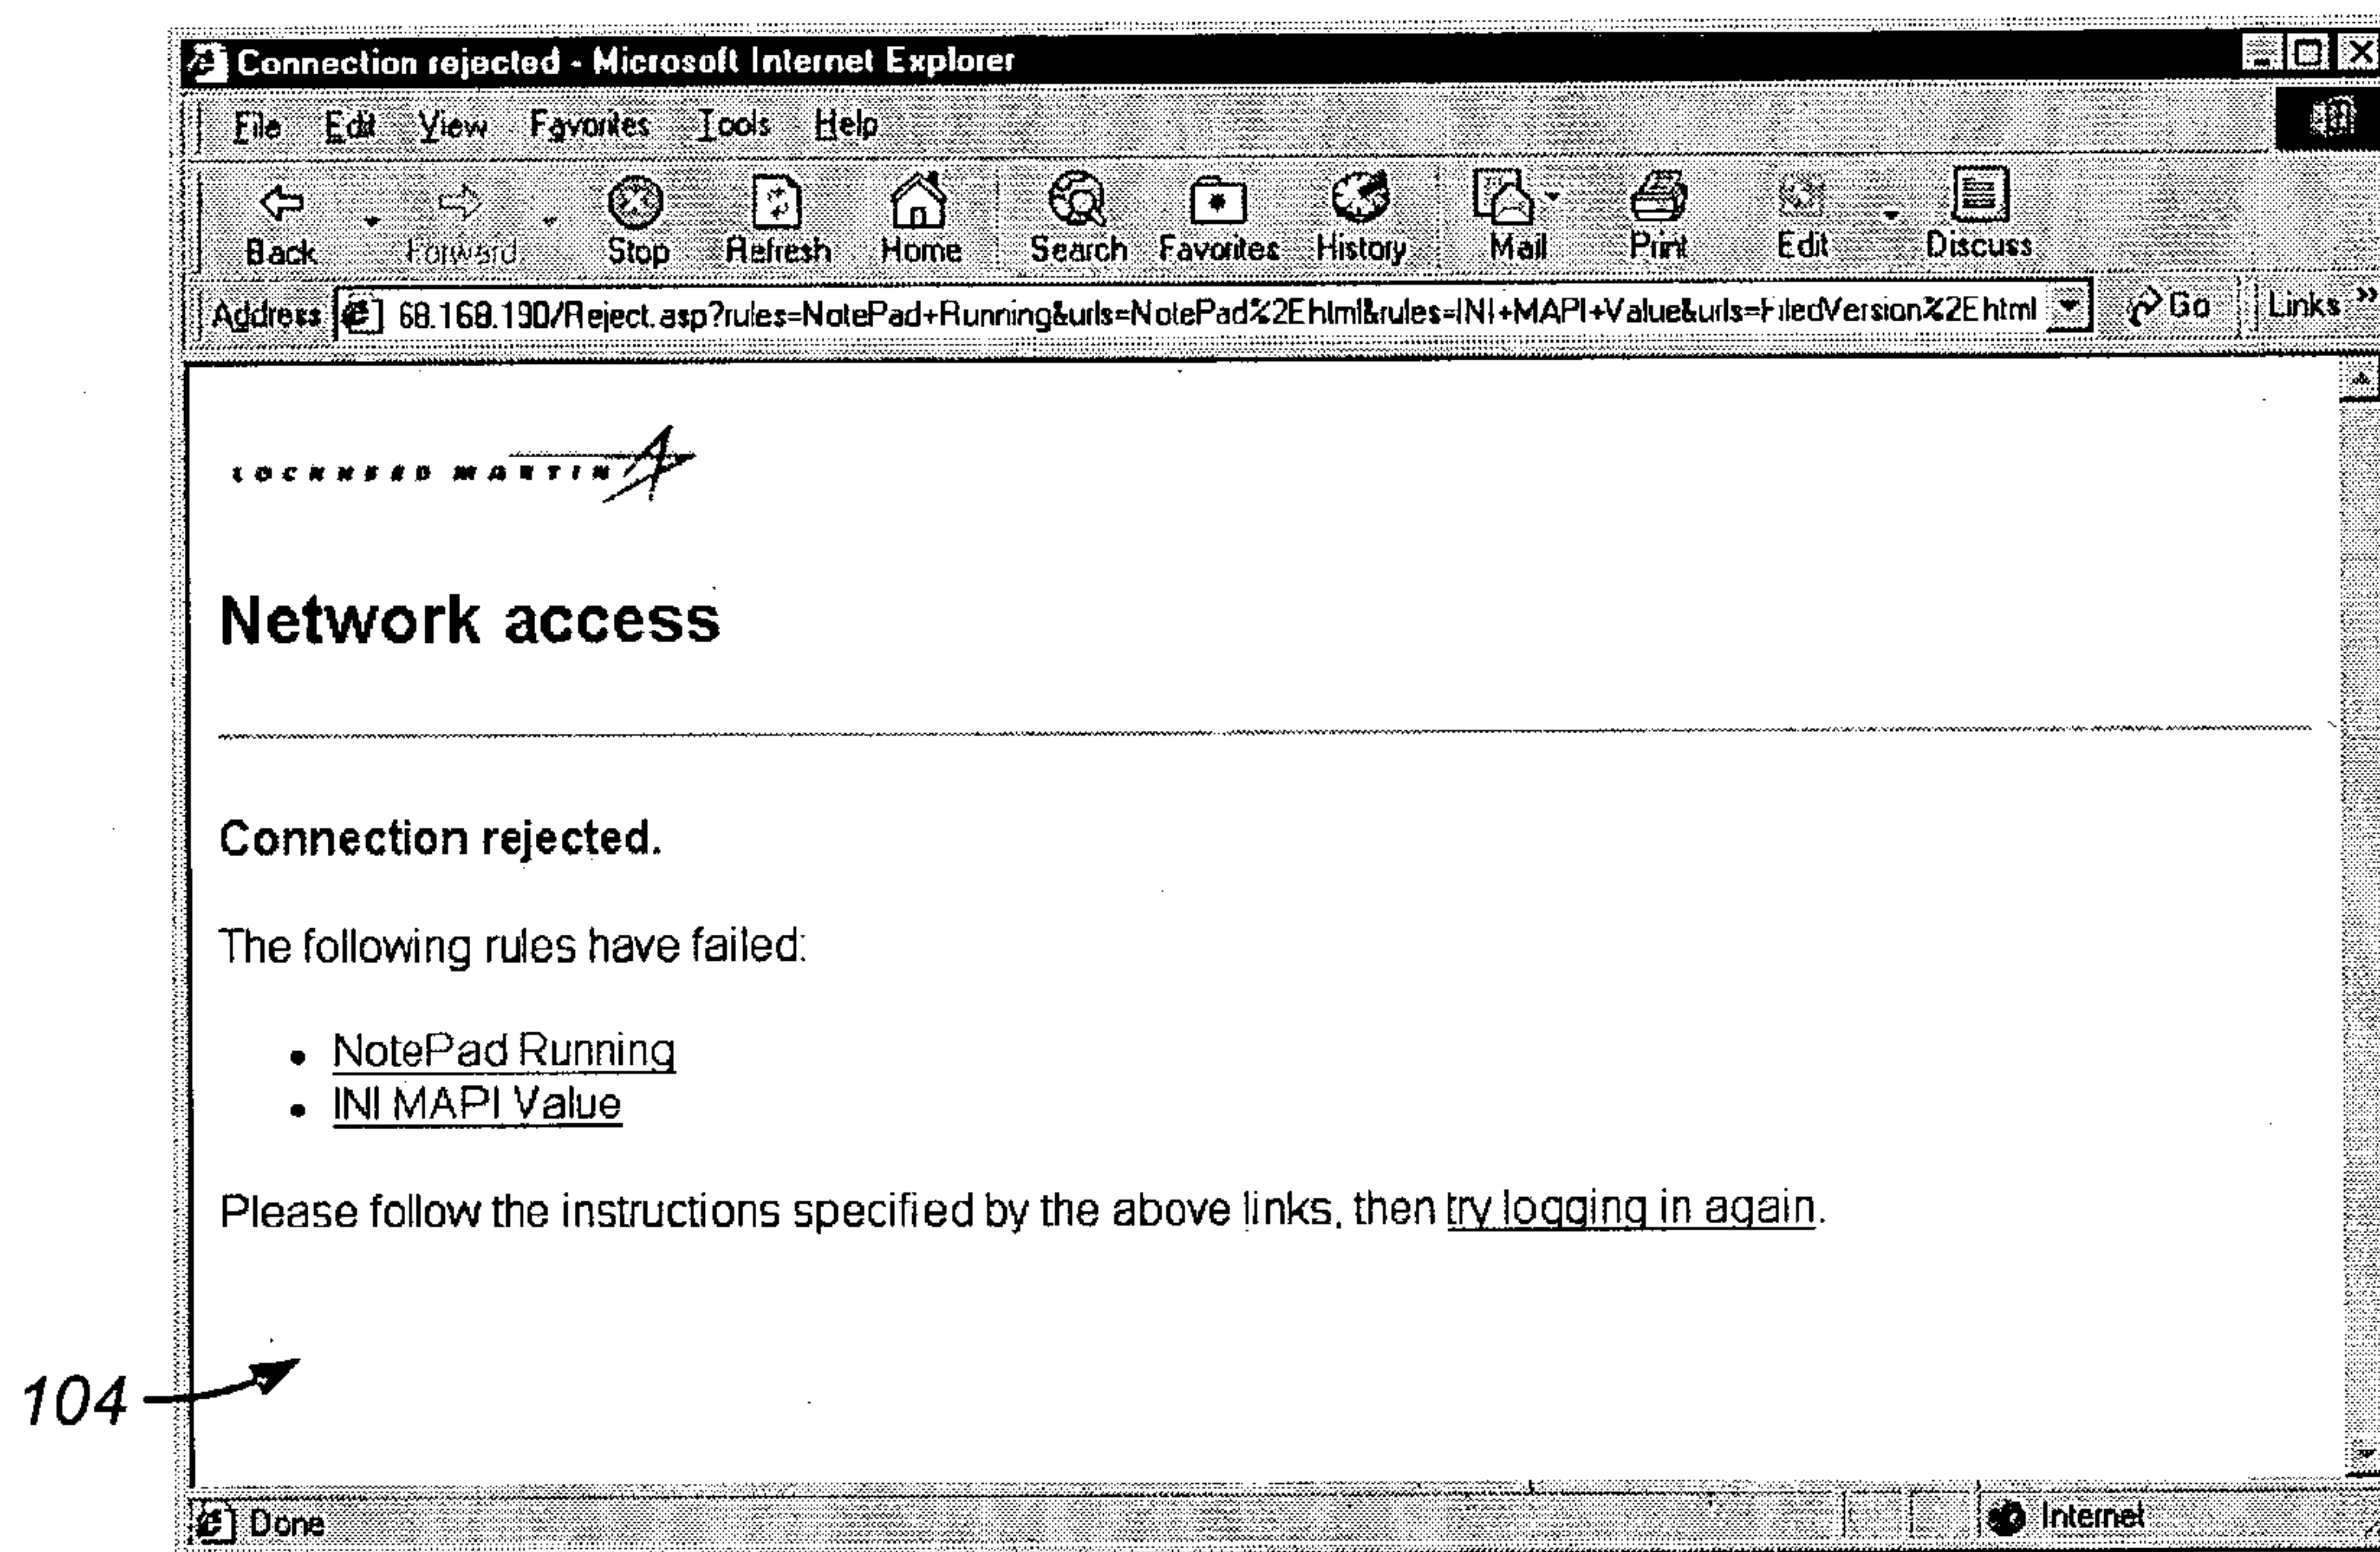 Connection rejected - Microsoft Internet Explorer
File Edit View Favorites Tools Help
Back Forward Stop Refresh Home Search Favorites History Mail Print Edit Discuss
Address 68.168.190/Reject.asp?rules=NotePad+Running&urls=NotePad%2Ehtml&rules=INI+MAPI+Value&urls=FiledVersion%2Ehtml Go Links »
LOCKHEED MARTIN
Network access
Connection rejected.
The following rules have failed:
• NotePad Running
• INI MAPI Value
Please follow the instructions specified by the above links, then try logging in again.
104
Done Internet